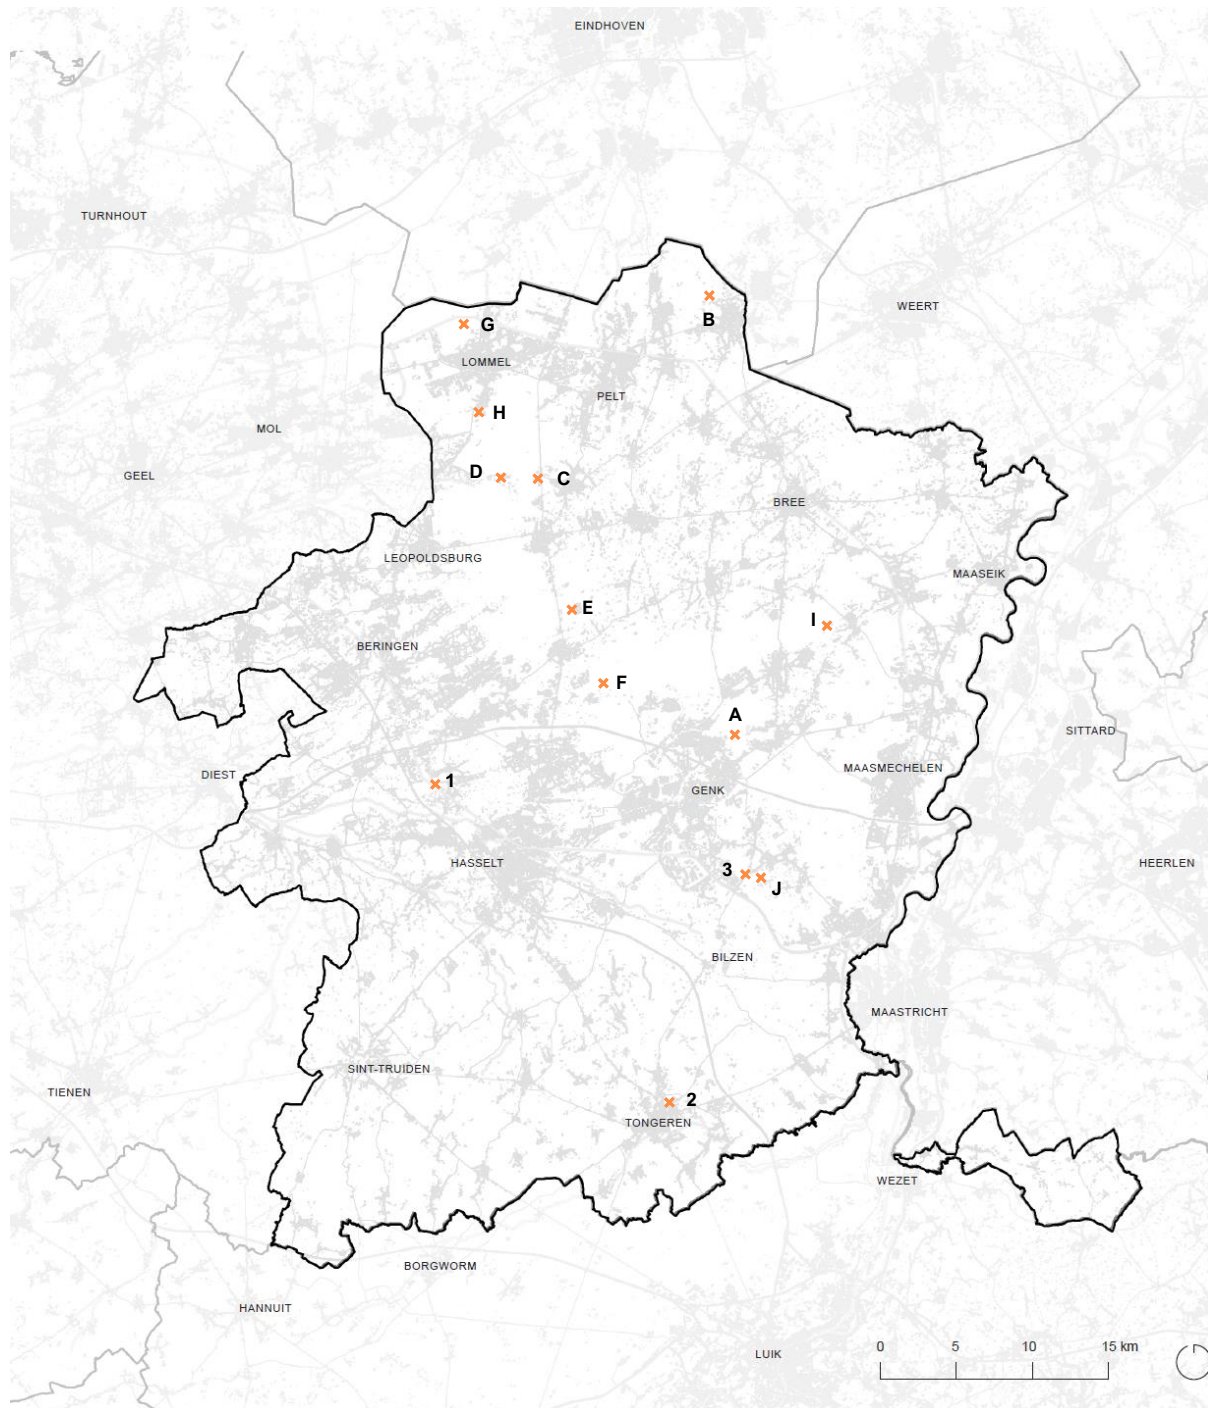 EINDHOVEN
TURNHOUT
WEERT
B
G
LOMMEL
PELT
H
MOL
GEEL
D
C
BREE
LEOPOLDSBURG
MAASEIK
E
I
BERINGEN
F
A
SITTARD
DIEST
MAASMECHELEN
1
GENK
HASSELT
3
J
HEERLEN
BILZEN
MAASTRICHT
SINT-TRUIDEN
TIENEN
2
TONGEREN
WEZET
BORGWORM
HANNUIT
LUIK
0 5 10 15 km